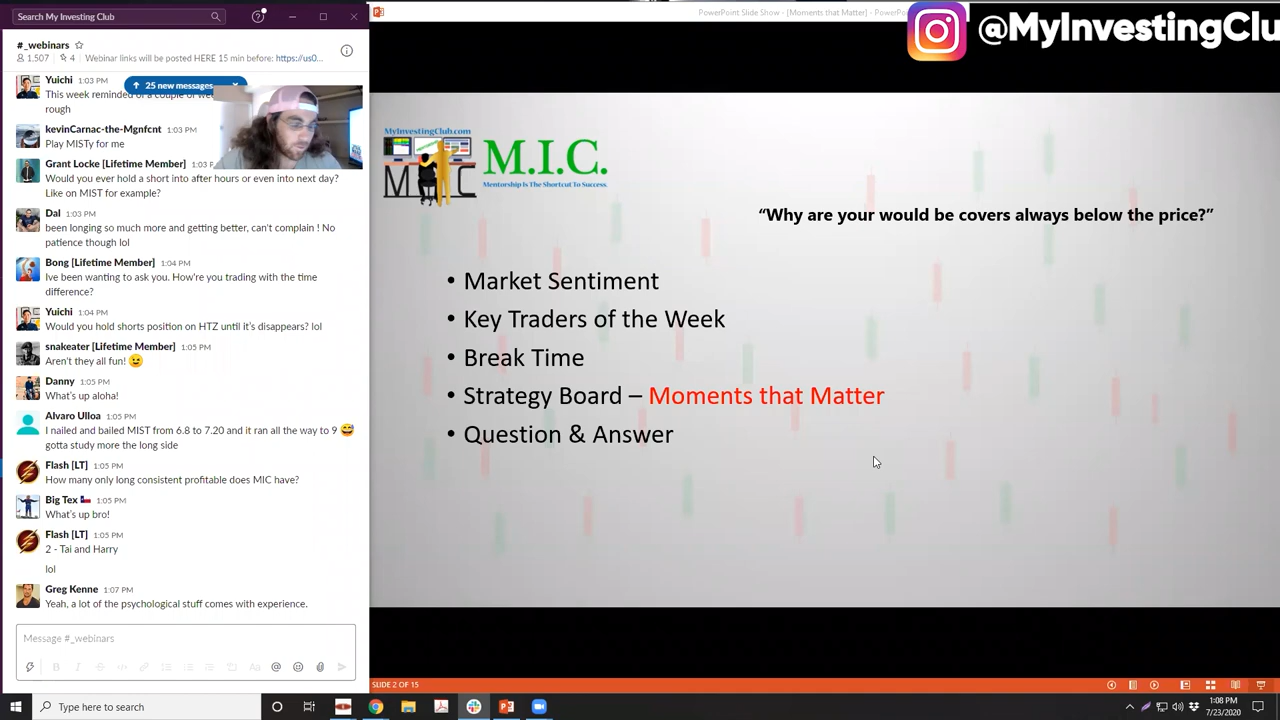 Search My Investing Club
PowerPoint Slide Show - [Moments that Matter] - PowerPo
@MyInvestingClu
#_webinars
1,507
4
Webinar links will be posted HERE 15 min before: https://us0...
25 new messages
Yuichi 1:03 PM
This week reminded of a couple of
rough
kevinCarnac-the-Mgnfcnt 1:03 PM
Play MISTy for me
Grant Locke [Lifetime Member] 1:03
Would you ever hold a short into after hours or even into next day?
Like on MIST for example?
Dal 1:03 PM
been longing so much more and getting better, can't complain ! No
patience though lol
Bong [Lifetime Member] 1:04 PM
Ive been wanting to ask you. How're you trading with the time
difference?
Yuichi 1:04 PM
Would you hold shorts position on HTZ until it's disappears? lol
snakeater [Lifetime Member] 1:05 PM
Aren't they all fun!
Danny 1:05 PM
What's up aloha!
Alvaro Ulloa 1:05 PM
I nailed and bailed MIST from 6.8 to 7.20 and it ran all the way to 9
gotta study more the long side
Flash [LT] 1:05 PM
How many only long consistent profitable does MIC have?
Big Tex 1:05 PM
What's up bro!
Flash [LT] 1:05 PM
2 - Tai and Harry
lol
Greg Kenne 1:07 PM
Yeah, a lot of the psychological stuff comes with experience.
Message #_webinars
MyInvestingClub.com
MIC
M.I.C.
Mentorship Is The Shortcut To Success.
“Why are your would be covers always below the price?”
• Market Sentiment
• Key Traders of the Week
• Break Time
• Strategy Board – Moments that Matter
• Question & Answer
SLIDE 2 OF 15
Type here to search
1:08 PM
7/23/2020